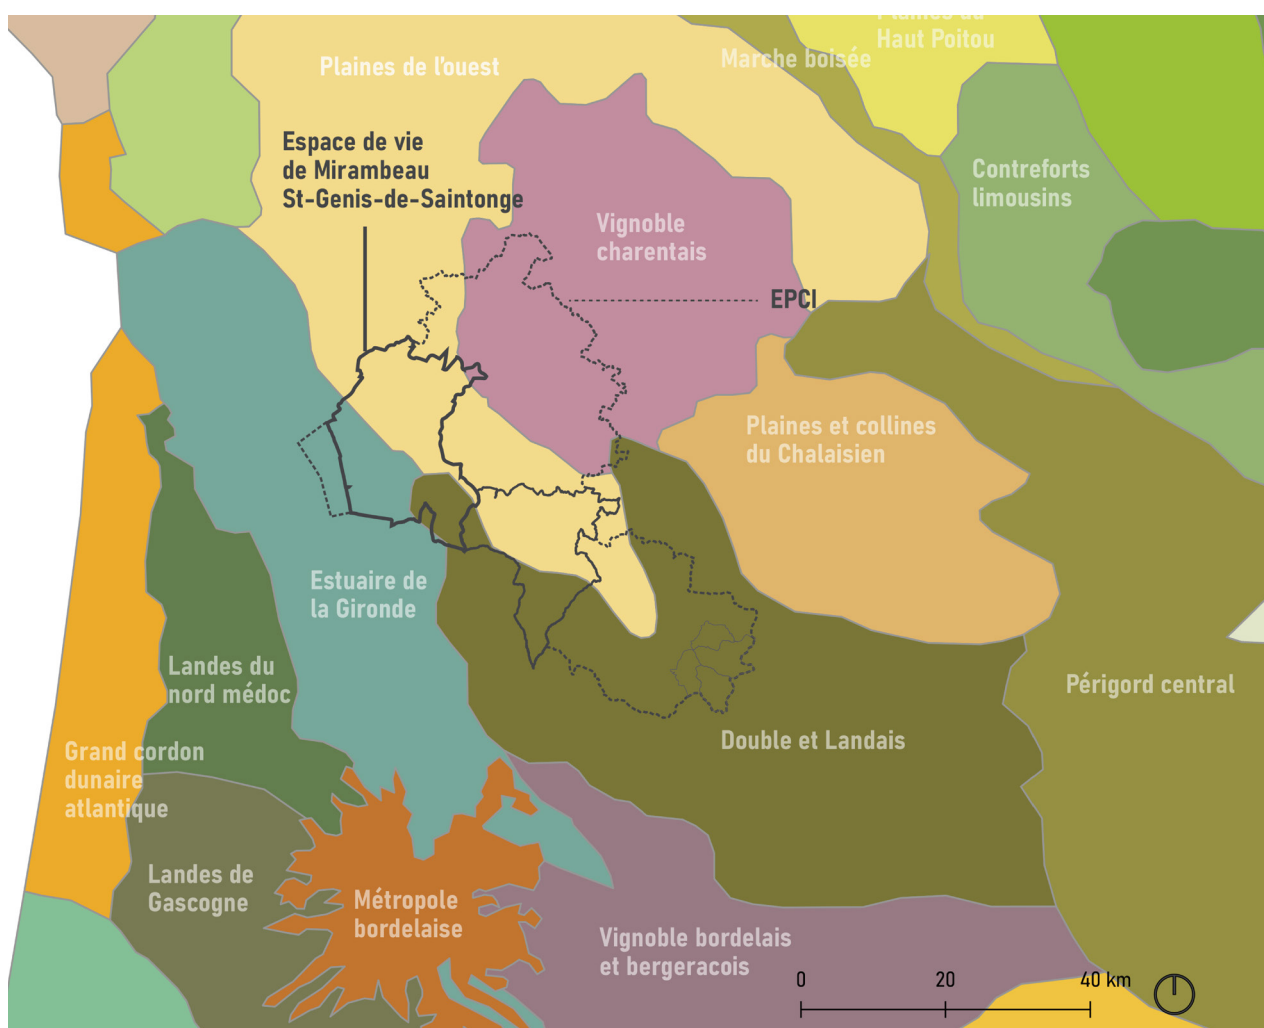 Plaines du
Haut Poitou
Plaines de l'ouest
Marche boisée
Espace de vie
de Mirambeau
St-Genis-de-Saintonge
Contreforts
limousins
Vignoble
charentais
EPCI
Plaines et collines
du Chalaisien
Estuaire de
la Gironde
Landes du
nord médoc
Périgord central
Grand cordon
dunaire
atlantique
Double et Landais
Landes de
Gascogne
Métropole
bordelaise
Vignoble bordelais
et bergeracois
0 20 40 km